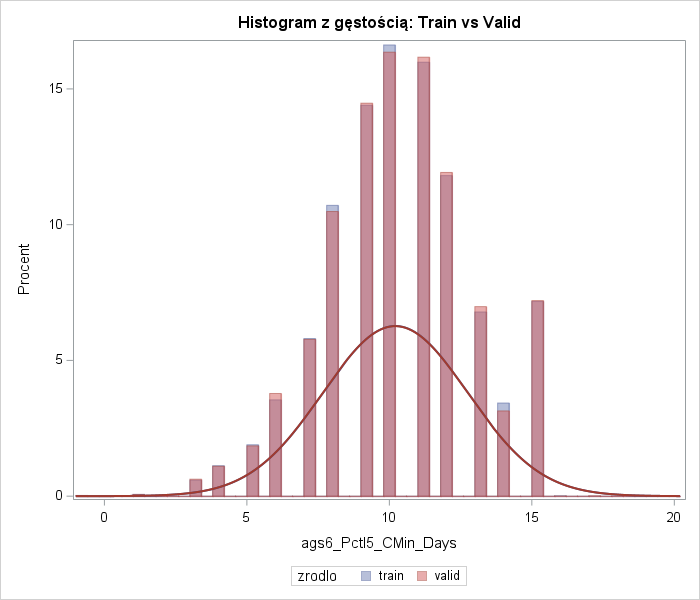 Histogram z gęstością: Train vs Valid
15
10
5
0
Procent
0 5 10 15 20
ags6_Pctl5_CMin_Days
zrodlo train valid